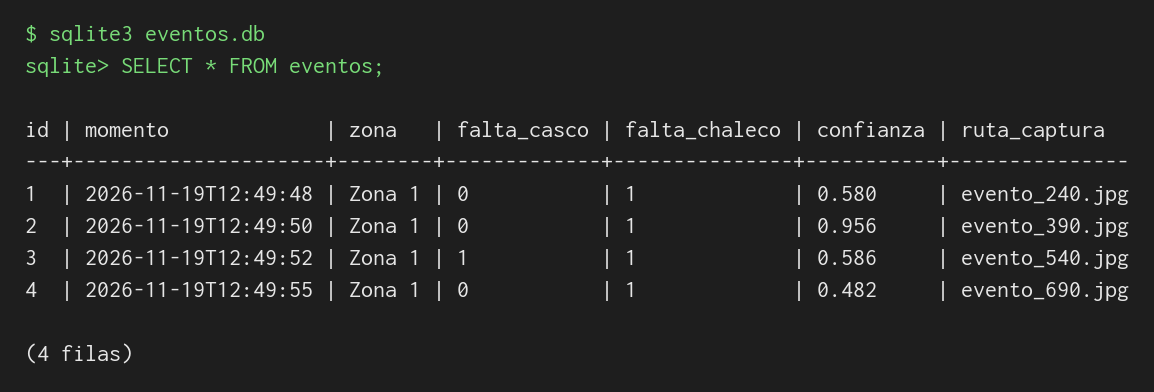 $ sqlite3 eventos.db
sqlite> SELECT * FROM eventos;
id | momento             | zona   | falta_casco | falta_chaleco | confianza | ruta_captura
---+---------------------+--------+-------------+---------------+-----------+---------------
1  | 2026-11-19T12:49:48 | Zona 1 | 0           | 1             | 0.580     | evento_240.jpg
2  | 2026-11-19T12:49:50 | Zona 1 | 0           | 1             | 0.956     | evento_390.jpg
3  | 2026-11-19T12:49:52 | Zona 1 | 1           | 1             | 0.586     | evento_540.jpg
4  | 2026-11-19T12:49:55 | Zona 1 | 0           | 1             | 0.482     | evento_690.jpg
(4 filas)